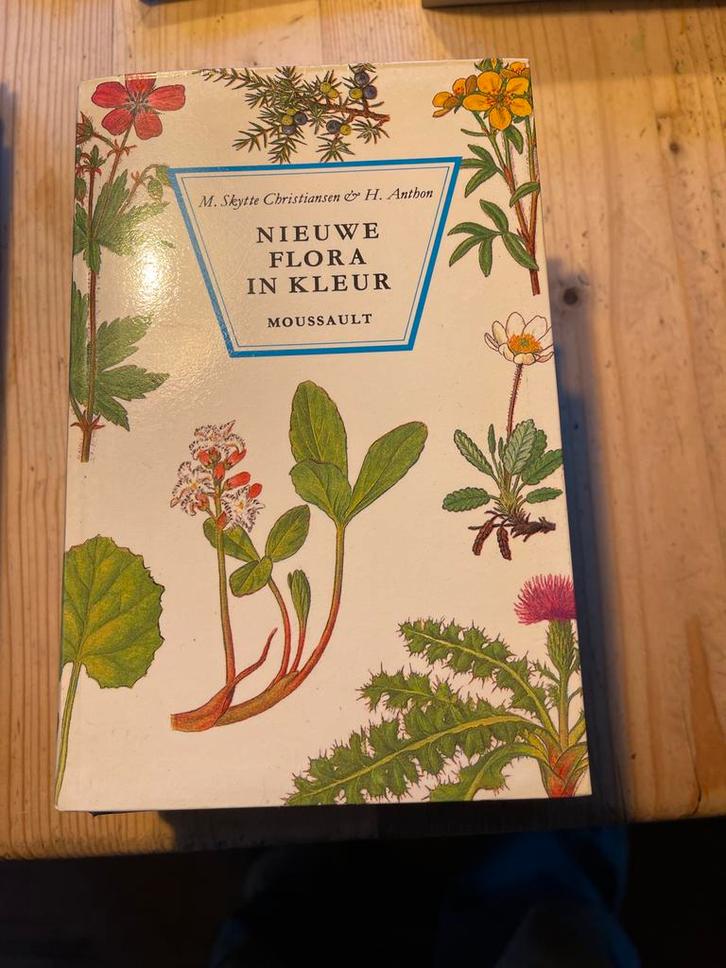 M. Skytte Christiansen & H. Anthon
NIEUWE
FLORA
IN KLEUR
MOUSSAULT